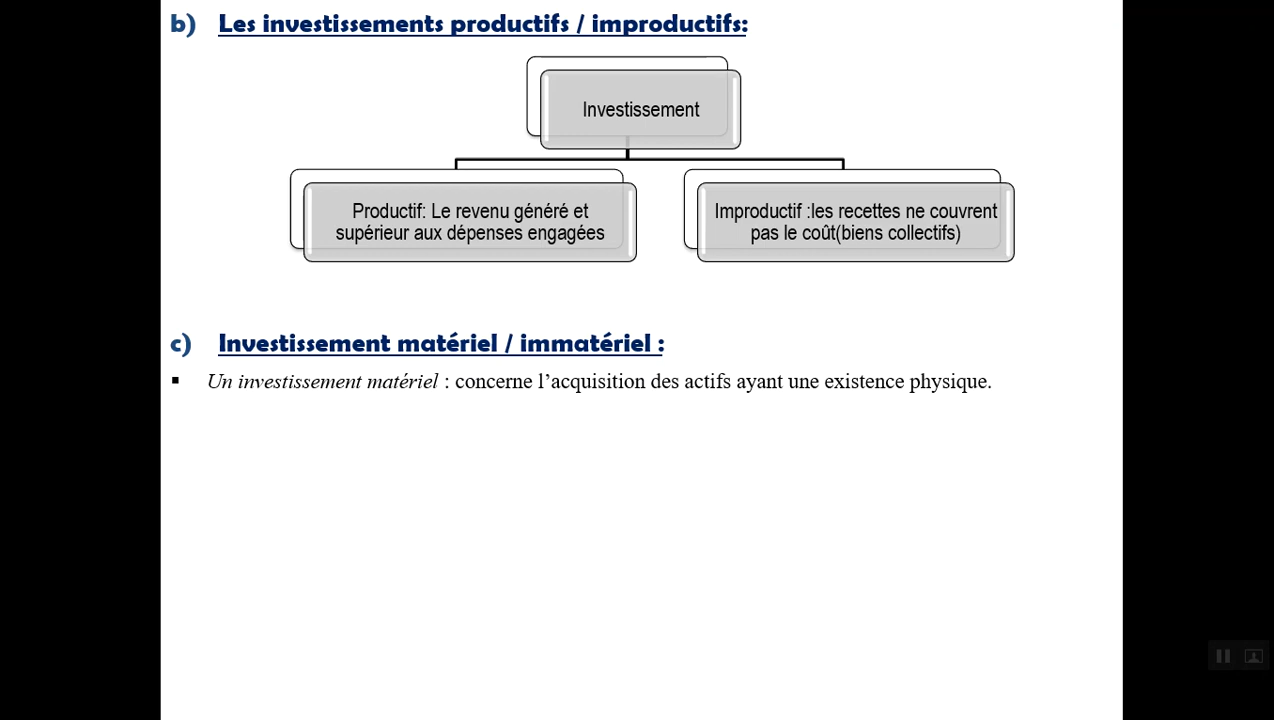 b) Les investissements productifs / improductifs:
Investissement
Productif: Le revenu généré et
supérieur aux dépenses engagées
Improductif :les recettes ne couvrent
pas le coût(biens collectifs)
c) Investissement matériel / immatériel :
▪ Un investissement matériel : concerne l’acquisition des actifs ayant une existence physique.